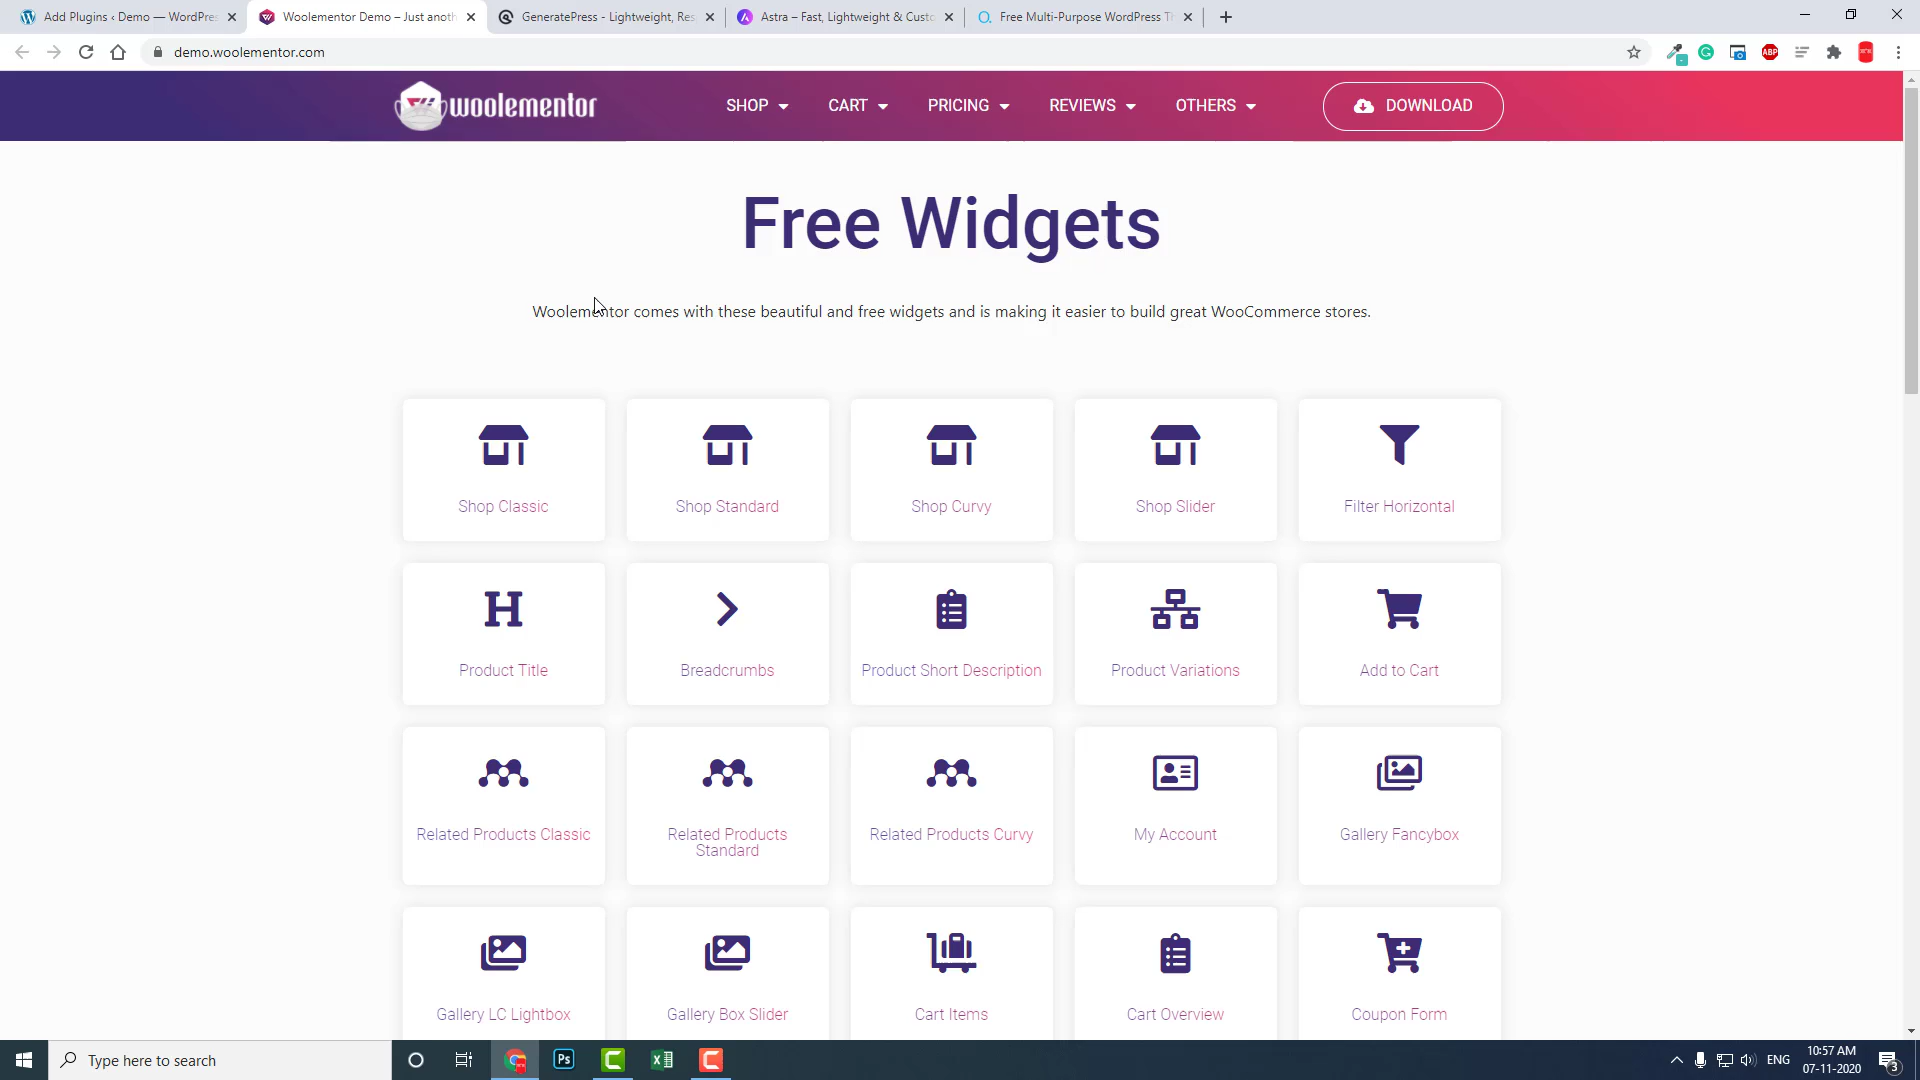 Add Plugins ‹ Demo — WordPres
Woolementor Demo – Just anoth
GeneratePress - Lightweight, Res
Astra – Fast, Lightweight & Custo
Free Multi-Purpose WordPress Th
demo.woolementor.com
ABP
woolementor
SHOP
CART
PRICING
REVIEWS
OTHERS
DOWNLOAD
Free Widgets
Woolementor comes with these beautiful and free widgets and is making it easier to build great WooCommerce stores.
Shop Classic
Shop Standard
Shop Curvy
Shop Slider
Filter Horizontal
H
Product Title
Breadcrumbs
Product Short Description
Product Variations
Add to Cart
Related Products Classic
Related Products
Standard
Related Products Curvy
My Account
Gallery Fancybox
Gallery LC Lightbox
Gallery Box Slider
Cart Items
Cart Overview
Coupon Form
Type here to search
Ps
ENG
10:57 AM
07-11-2020
3